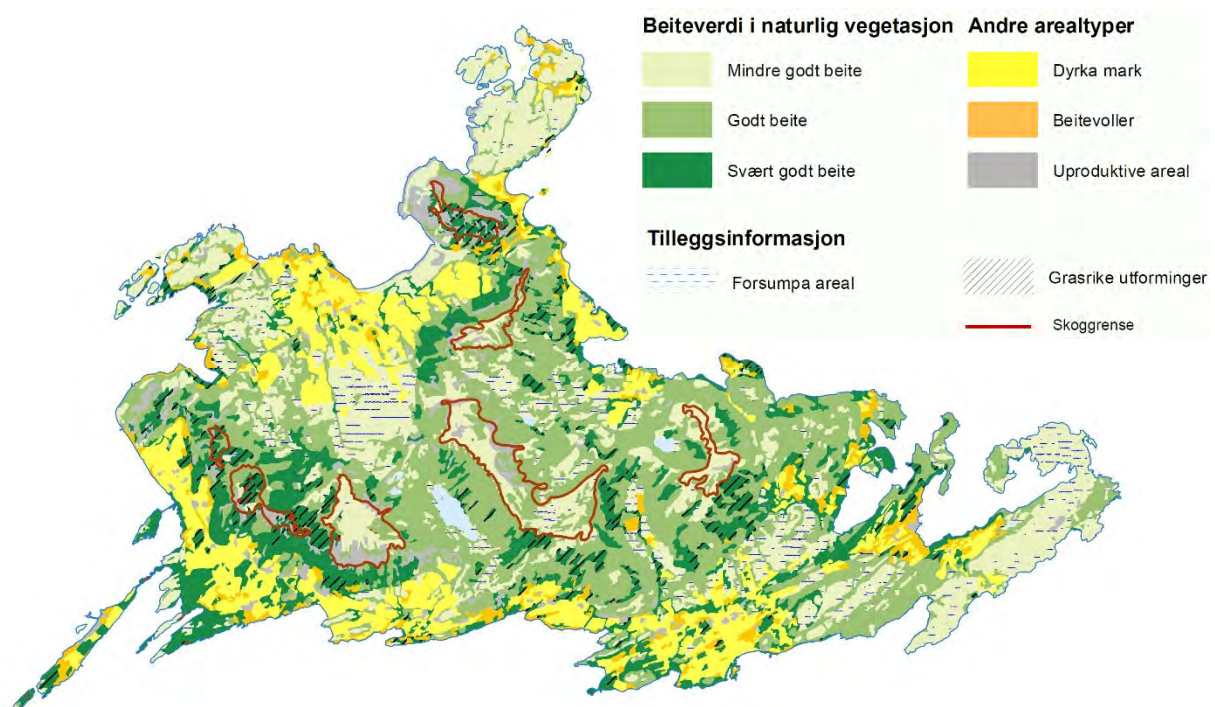 Beiteverdi i naturlig vegetasjon
Mindre godt beite
Godt beite
Svært godt beite
Andre arealtyper
Dyrka mark
Beitevoller
Uproduktive areal
Tilleggsinformasjon
Forsumpa areal
Grasrike utforminger
Skoggrense